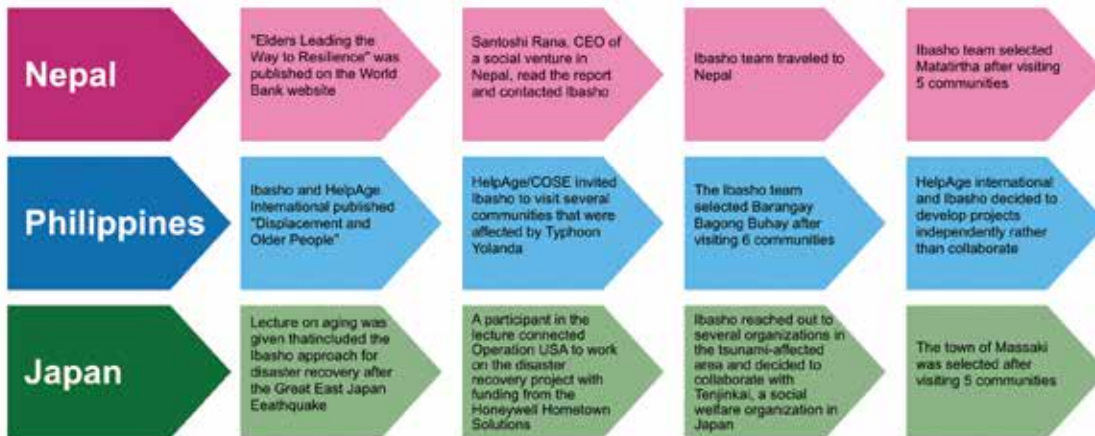 Nepal
"Elders Leading the
Way to Resilience" was
published on the World
Bank website
Santoshi Rana, CEO of
a social venture in
Nepal, read the report
and contacted Ibasho
Ibasho team traveled to
Nepal
Ibasho team selected
Matatirtha after visiting
5 communities
Philippines
Ibasho and HelpAge
International published
"Displacement and
Older People"
HelpAge/COSE invited
Ibasho to visit several
communities that were
affected by Typhoon
Yolanda
The Ibasho team
selected Barangay
Bagong Buhay after
visiting 6 communities
HelpAge international
and Ibasho decided to
develop projects
independently rather
than collaborate
Japan
Lecture on aging was
given thatincluded the
Ibasho approach for
disaster recovery after
the Great East Japan
Eeathquake
A participant in the
lecture connected
Operation USA to work
on the disaster
recovery project with
funding from the
Honeywell Hometown
Solutions
Ibasho reached out to
several organizations in
the tsunami-affected
area and decided to
collaborate with
Tenjinkai, a social
welfare organization in
Japan
The town of Massaki
was selected after
visiting 5 communities